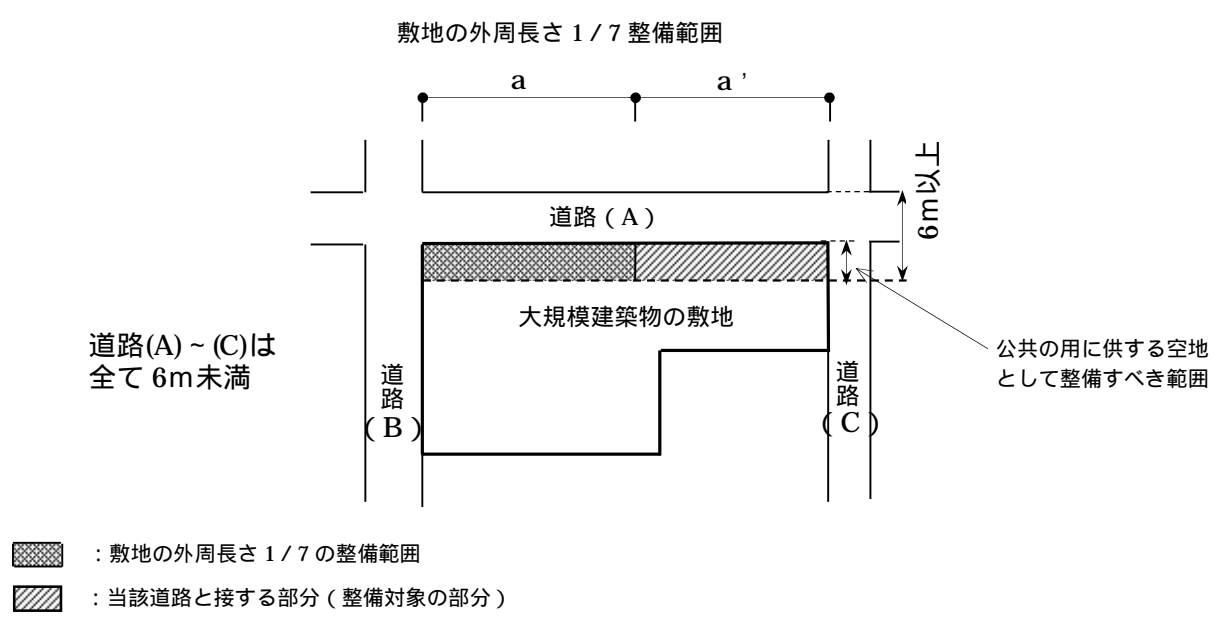 敷地の外周長さ1/7整備範囲
a
a'
6m以上
道路(A)
大規模建築物の敷地
道路(A)~(C)は
全て6m未満
道路(B)
道路(C)
公共の用に供する空地
として整備すべき範囲
:敷地の外周長さ1/7の整備範囲
:当該道路と接する部分(整備対象の部分)